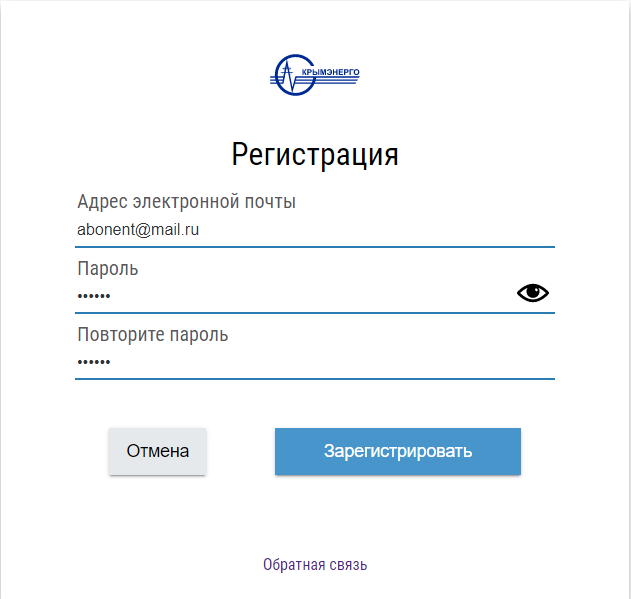 КРЫМЭНЕРГО
Регистрация
Адрес электронной почты
abonent@mail.ru
Пароль
••••••
Повторите пароль
••••••
Отмена
Зарегистрировать
Обратная связь